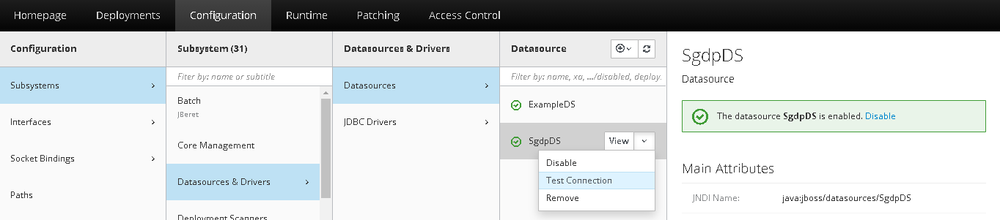 Homepage Deployments Configuration Runtime Patching Access Control
Configuration
Subsystems
Interfaces
Socket Bindings
Paths
Subsystem (31)
Fiter by: name or subtitle
Batch
JBeret
Core Management
Datasources & Drivers
Deployment Scanners
Datasources & Drivers
Datasources
JDBC Drivers
Datasource
Filter by: name, xa, .../disabled, deploy.
ExampleDS
SgdpDS View
Disable
Test Connection
Remove
SgdpDS
Datasource
The datasource SgdpDS is enabled. Disable
Main Attributes
JNDI Name: java:jboss/datasources/SgdpDS